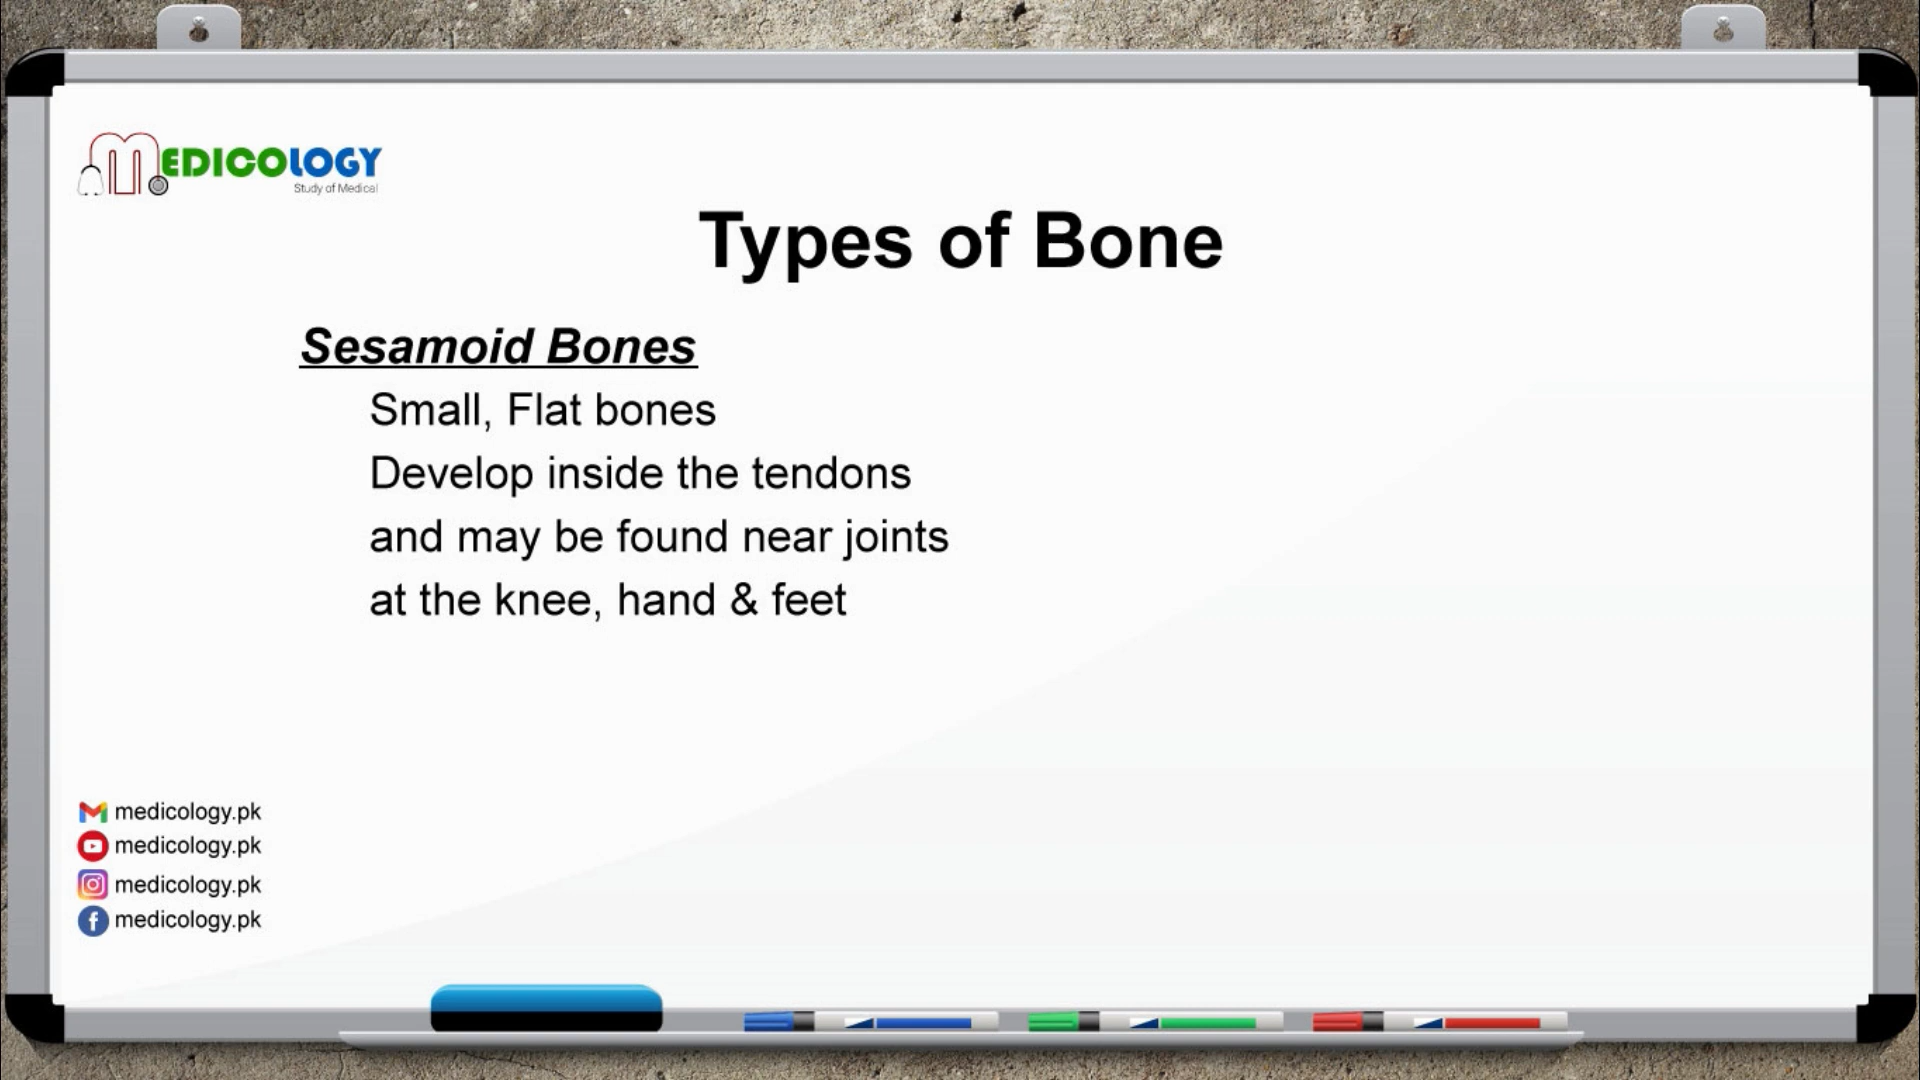 MEDICOLOGY
Study of Medical
Types of Bone
Sesamoid Bones
Small, Flat bones
Develop inside the tendons
and may be found near joints
at the knee, hand & feet
medicology.pk
medicology.pk
medicology.pk
medicology.pk